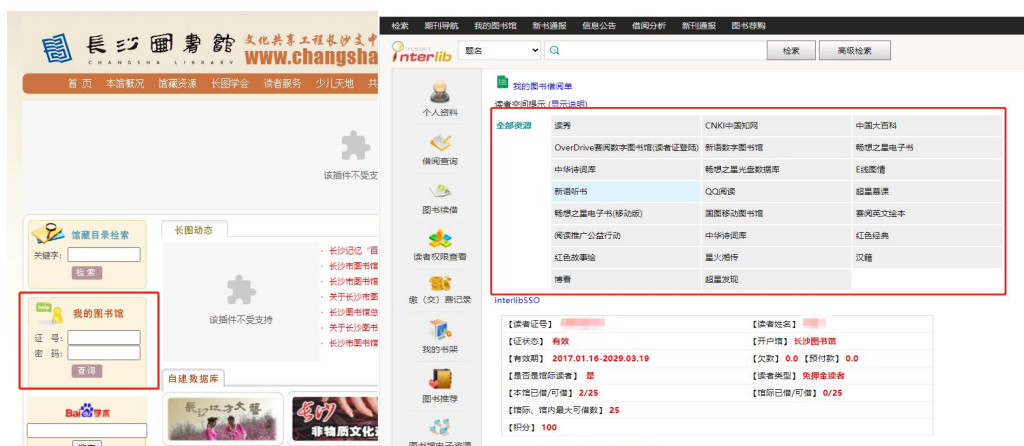 長沙圖書館
CHANGSHA LIBRARY
文化共享工程长沙支中
www.changsha
首 页 本馆概况 馆藏资源 长图学会 读者服务 少儿天地 共
该插件不受支
馆藏目录检索
关键字:
检 索
长图动态
该插件不受支持
· 长沙记忆 "百
· 长沙市图书馆
· 长沙市图书馆
· 关于长沙市图
· 长沙图书馆总
· 关于长沙图书
· 长沙市图书馆
我的图书馆
证 号:
密 码:
查 询
自建数据库
Bai学术
长沙地方大艺
长沙
非物质文化
检索 期刊导航 我的图书馆 新书通报 信息公告 借阅分析 新刊通报 图书荐购
interlib
题名
检索
高级检索
个人资料
借阅查询
图书续借
读者权限查看
缴（交）费记录
我的书架
图书推荐
图书馆电子资源
我的图书借阅单
读者空间提示 (显示说明)
全部资源
读秀 CNKI中国知网 中国大百科
OverDrive赛阅数字图书馆(读者证登陆) 新语数字图书馆 畅想之星电子书
中华诗词库 畅想之星光盘数据库 E线图情
新语听书 QQ阅读 超星慕课
畅想之星电子书(移动版) 国图移动图书馆 赛阅英文绘本
阅读推广公益行动 中华诗词库 红色经典
红色故事绘 星火相传 汉籍
博看 超星发现
interlibSSO
【读者证号】 【读者姓名】
【证状态】 有效 【开户馆】 长沙图书馆
【有效期】 2017.01.16-2029.03.19 【欠款】 0.0 【预付款】 0.0
【是否是馆际读者】 是 【读者类型】 免押金读者
【本馆已借/可借】 2/25 【馆际已借/可借】 0/25
【馆际、馆内最大可借数】 25
【积分】 100